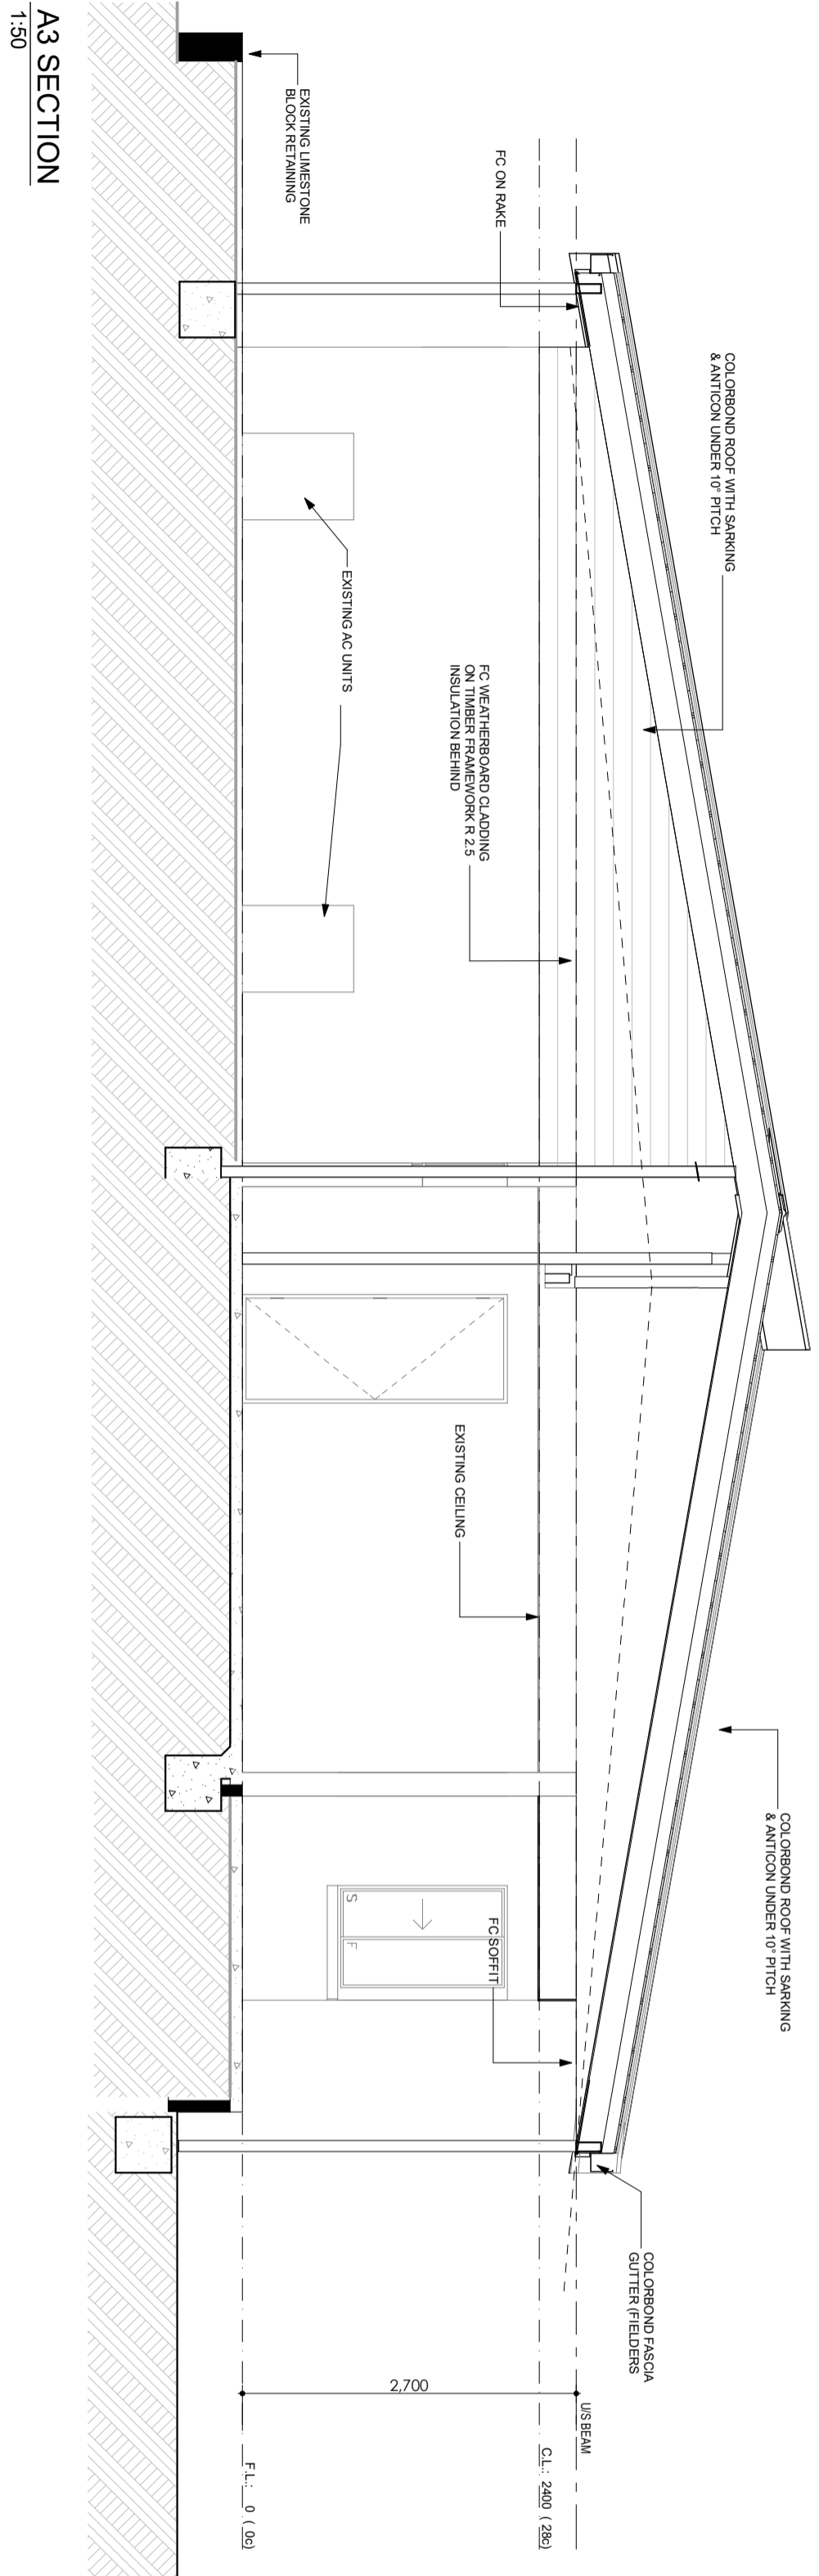 COLORBOND ROOF WITH SARKING
& ANTICON UNDER 10° PITCH
COLORBOND ROOF WITH SARKING
& ANTICON UNDER 10° PITCH
COLORBOND FASCIA
GUTTER (FIELDERS
FC ON RAKE
FC WEATHERBOARD CLADDING
ON TIMBER FRAMEWORK R 2.5
INSULATION BEHIND
EXISTING CEILING
FC SOFFIT
U/S BEAM
C.L.: 2400 ( 28c)
2,700
EXISTING LIMESTONE
BLOCK RETAINING
EXISTING AC UNITS
S
F
F.L.: 0 ( 0c)
A3 SECTION
1:50